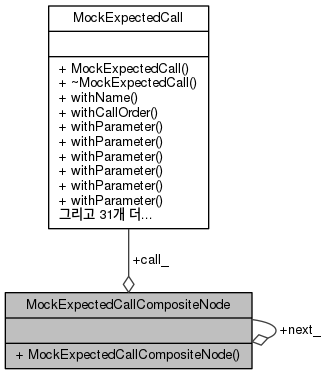 MockExpectedCall
+ MockExpectedCall()
+ ~MockExpectedCall()
+ withName()
+ withCallOrder()
+ withParameter()
+ withParameter()
+ withParameter()
+ withParameter()
+ withParameter()
+ withParameter()
그리고 31개 더...
+call_
MockExpectedCallCompositeNode
+next_
+ MockExpectedCallCompositeNode()